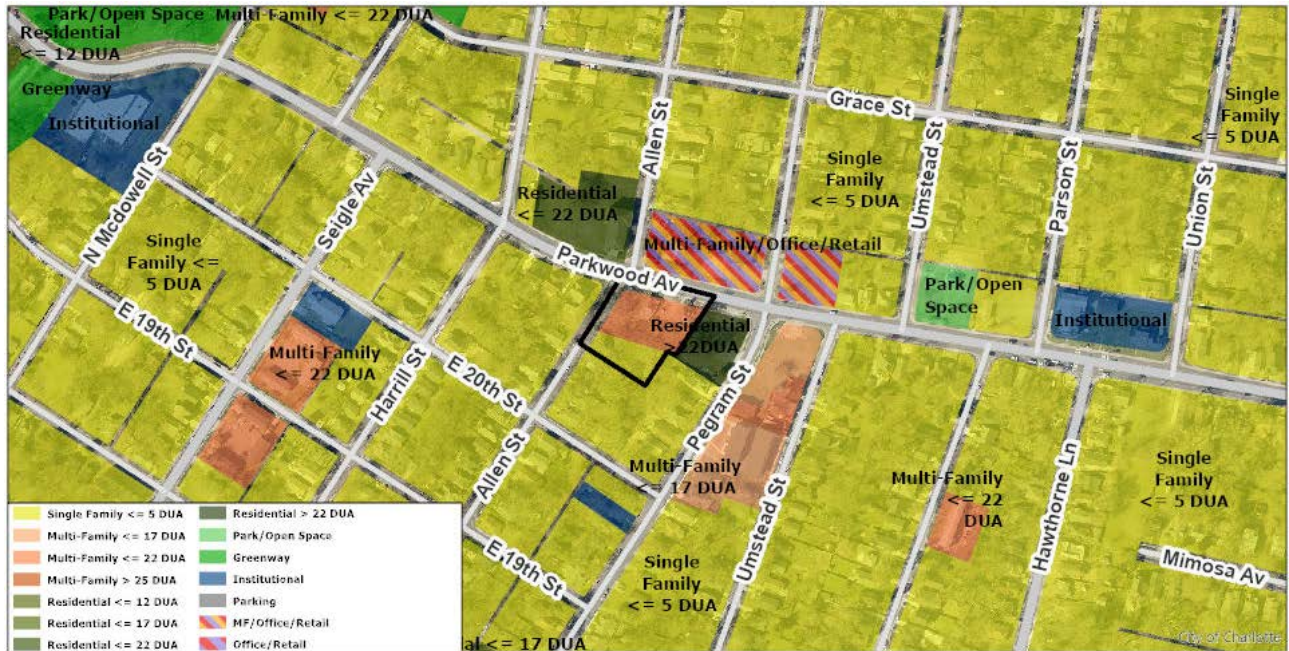 Park/Open Space
Multi-Family <= 22 DUA
Residential
<= 12 DUA
Greenway
Institutional
N Mcdowell St
Seigle Av
Allen St
Grace St
Umstead St
Parson St
Union St
Single
Family
<= 5 DUA
Single
Family
<= 5 DUA
Residential
<= 22 DUA
Multi-Family/Office/Retail
Parkwood Av
Park/Open
Space
Institutional
Single
Family <=
5 DUA
E 19th St
Residential
>22DUA
Multi-Family
<= 22 DUA
Harrill St
E 20th St
Allen St
Pegram St
Multi-Family
<= 17 DUA
Umstead St
Multi-Family
<= 22
DUA
Hawthorne Ln
Single
Family
<= 5 DUA
Mimosa Av
E 19th St
Single
Family
<= 5 DUA
ial <= 17 DUA
Single Family <= 5 DUA
Multi-Family <= 17 DUA
Multi-Family <= 22 DUA
Multi-Family > 25 DUA
Residential <= 12 DUA
Residential <= 17 DUA
Residential <= 22 DUA
Residential > 22 DUA
Park/Open Space
Greenway
Institutional
Parking
MF/Office/Retail
Office/Retail
City of Charlotte